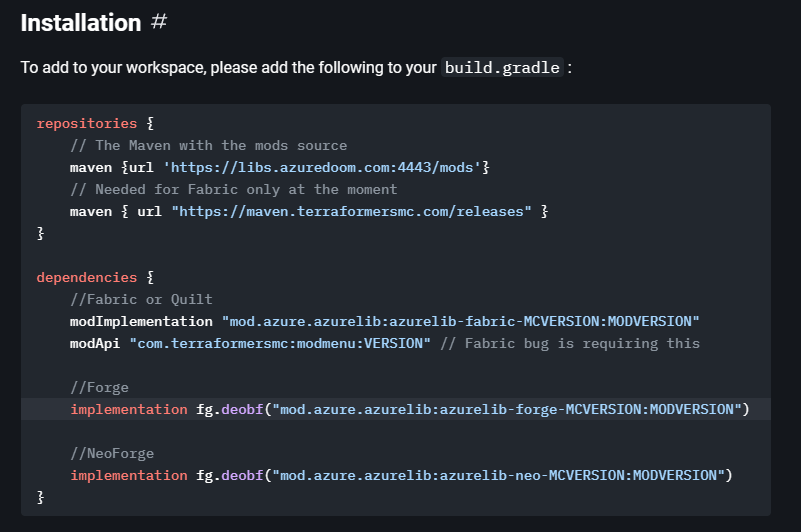 Installation #
To add to your workspace, please add the following to your build.gradle :
repositories {
    // The Maven with the mods source
    maven {url 'https://libs.azuredoom.com:4443/mods'}
    // Needed for Fabric only at the moment
    maven { url "https://maven.terraformersmc.com/releases" }
}
dependencies {
    //Fabric or Quilt
    modImplementation "mod.azure.azurelib:azurelib-fabric-MCVERSION:MODVERSION"
    modApi "com.terraformersmc:modmenu:VERSION" // Fabric bug is requiring this
    //Forge
    implementation fg.deobf("mod.azure.azurelib:azurelib-forge-MCVERSION:MODVERSION")
    //NeoForge
    implementation fg.deobf("mod.azure.azurelib:azurelib-neo-MCVERSION:MODVERSION")
}